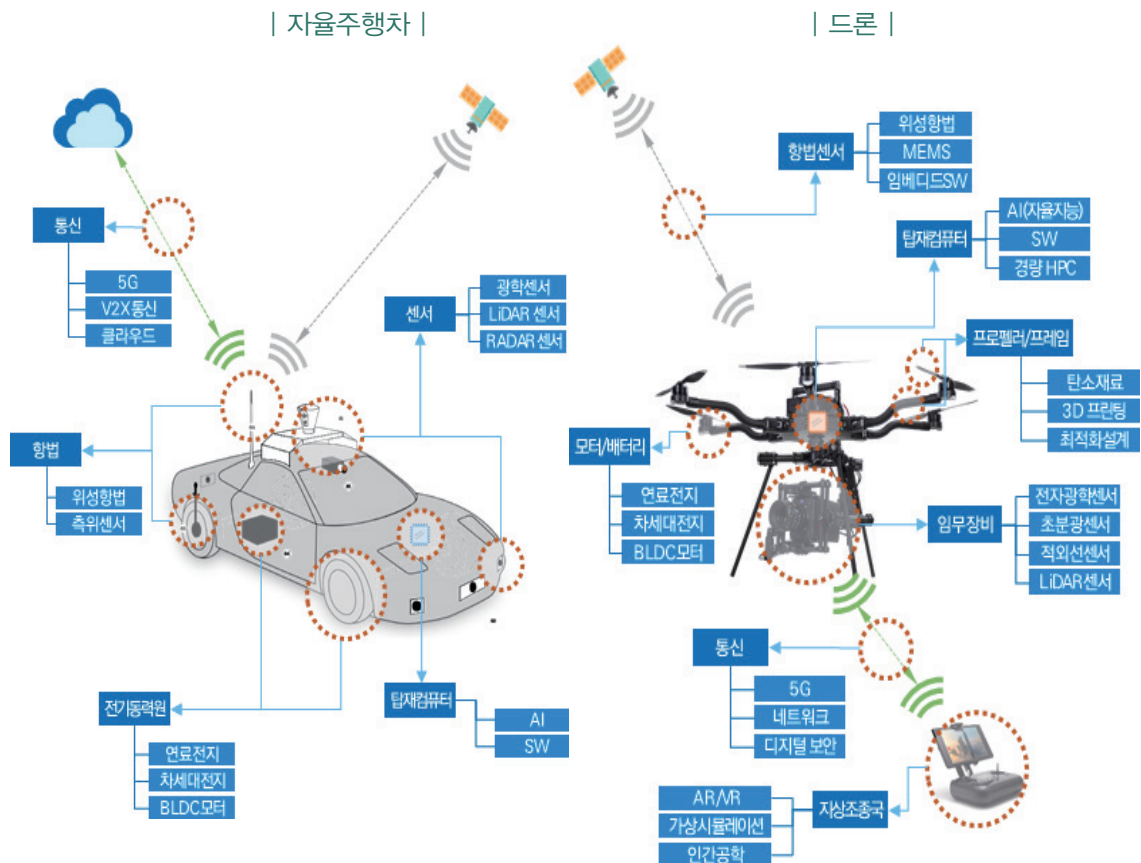 | 자율주행차 |
통신
5G
V2X통신
클라우드
센서
광학센서
LiDAR 센서
RADAR 센서
항법
위성항법
측위센서
전기동력원
연료전지
차세대전지
BLDC모터
탑재컴퓨터
AI
SW
| 드론 |
항법센서
위성항법
MEMS
임베디드SW
탑재컴퓨터
AI(자율지능)
SW
경량 HPC
프로펠러/프레임
탄소재료
3D 프린팅
최적화설계
모터/배터리
연료전지
차세대전지
BLDC모터
임무장비
전자광학센서
초분광센서
적외선센서
LiDAR센서
통신
5G
네트워크
디지털 보안
지상조종국
AR/VR
가상시뮬레이션
인간공학